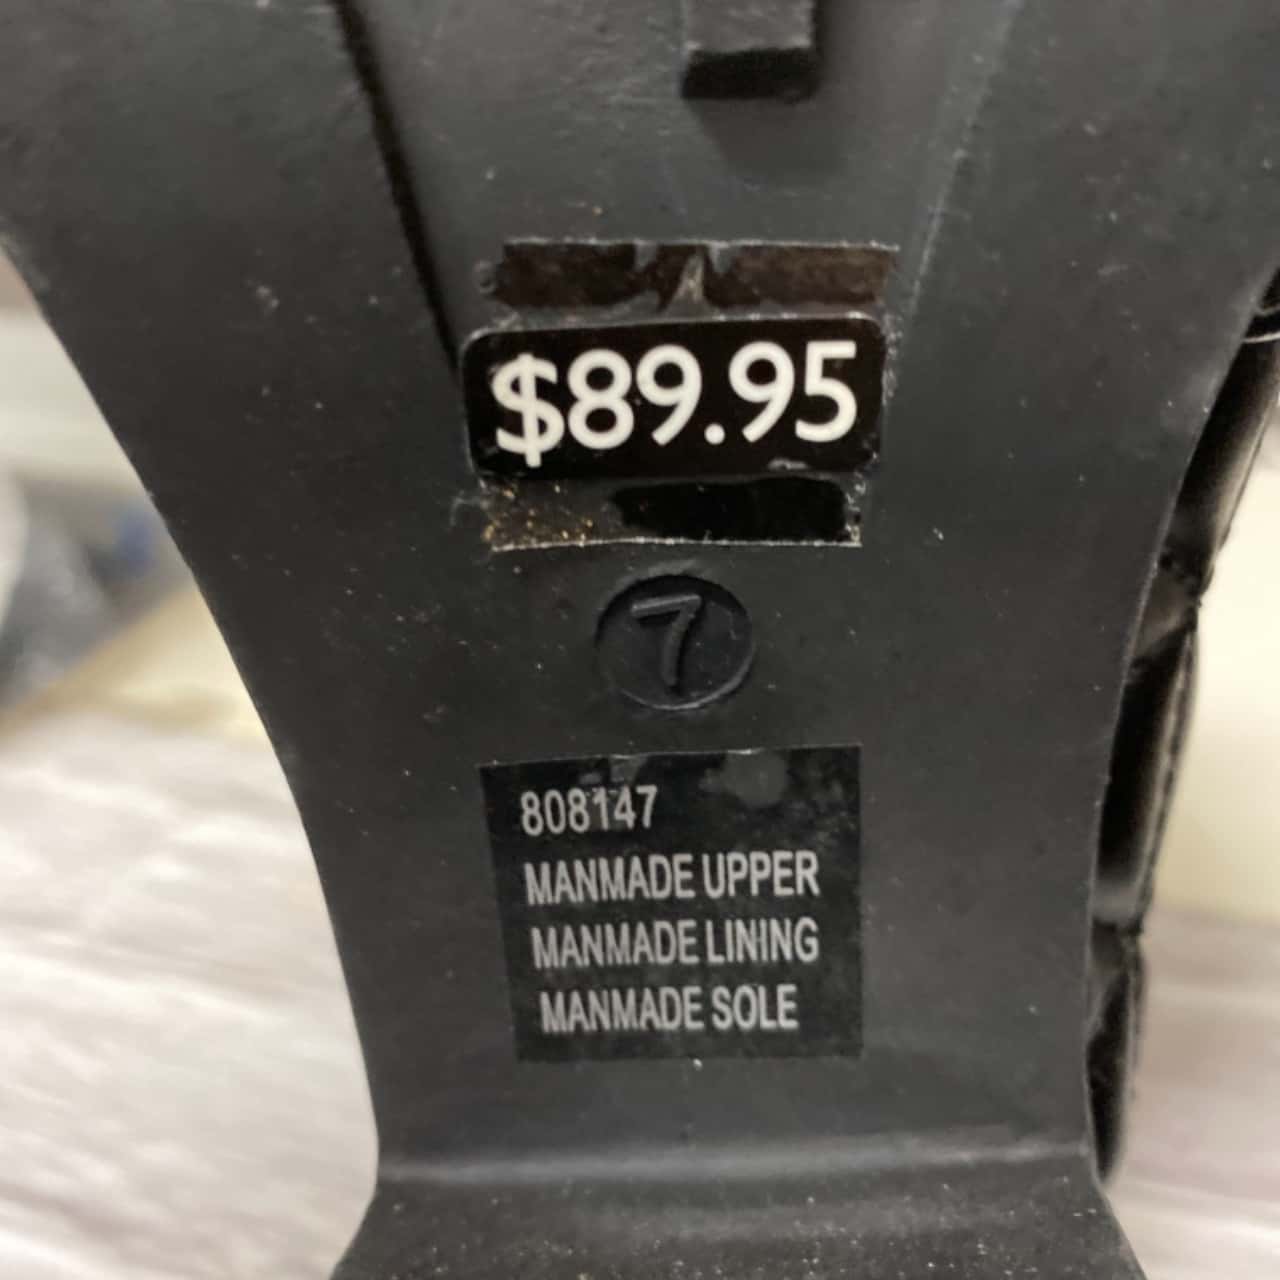 $89.95
7
808147
MANMADE UPPER
MANMADE LINING
MANMADE SOLE